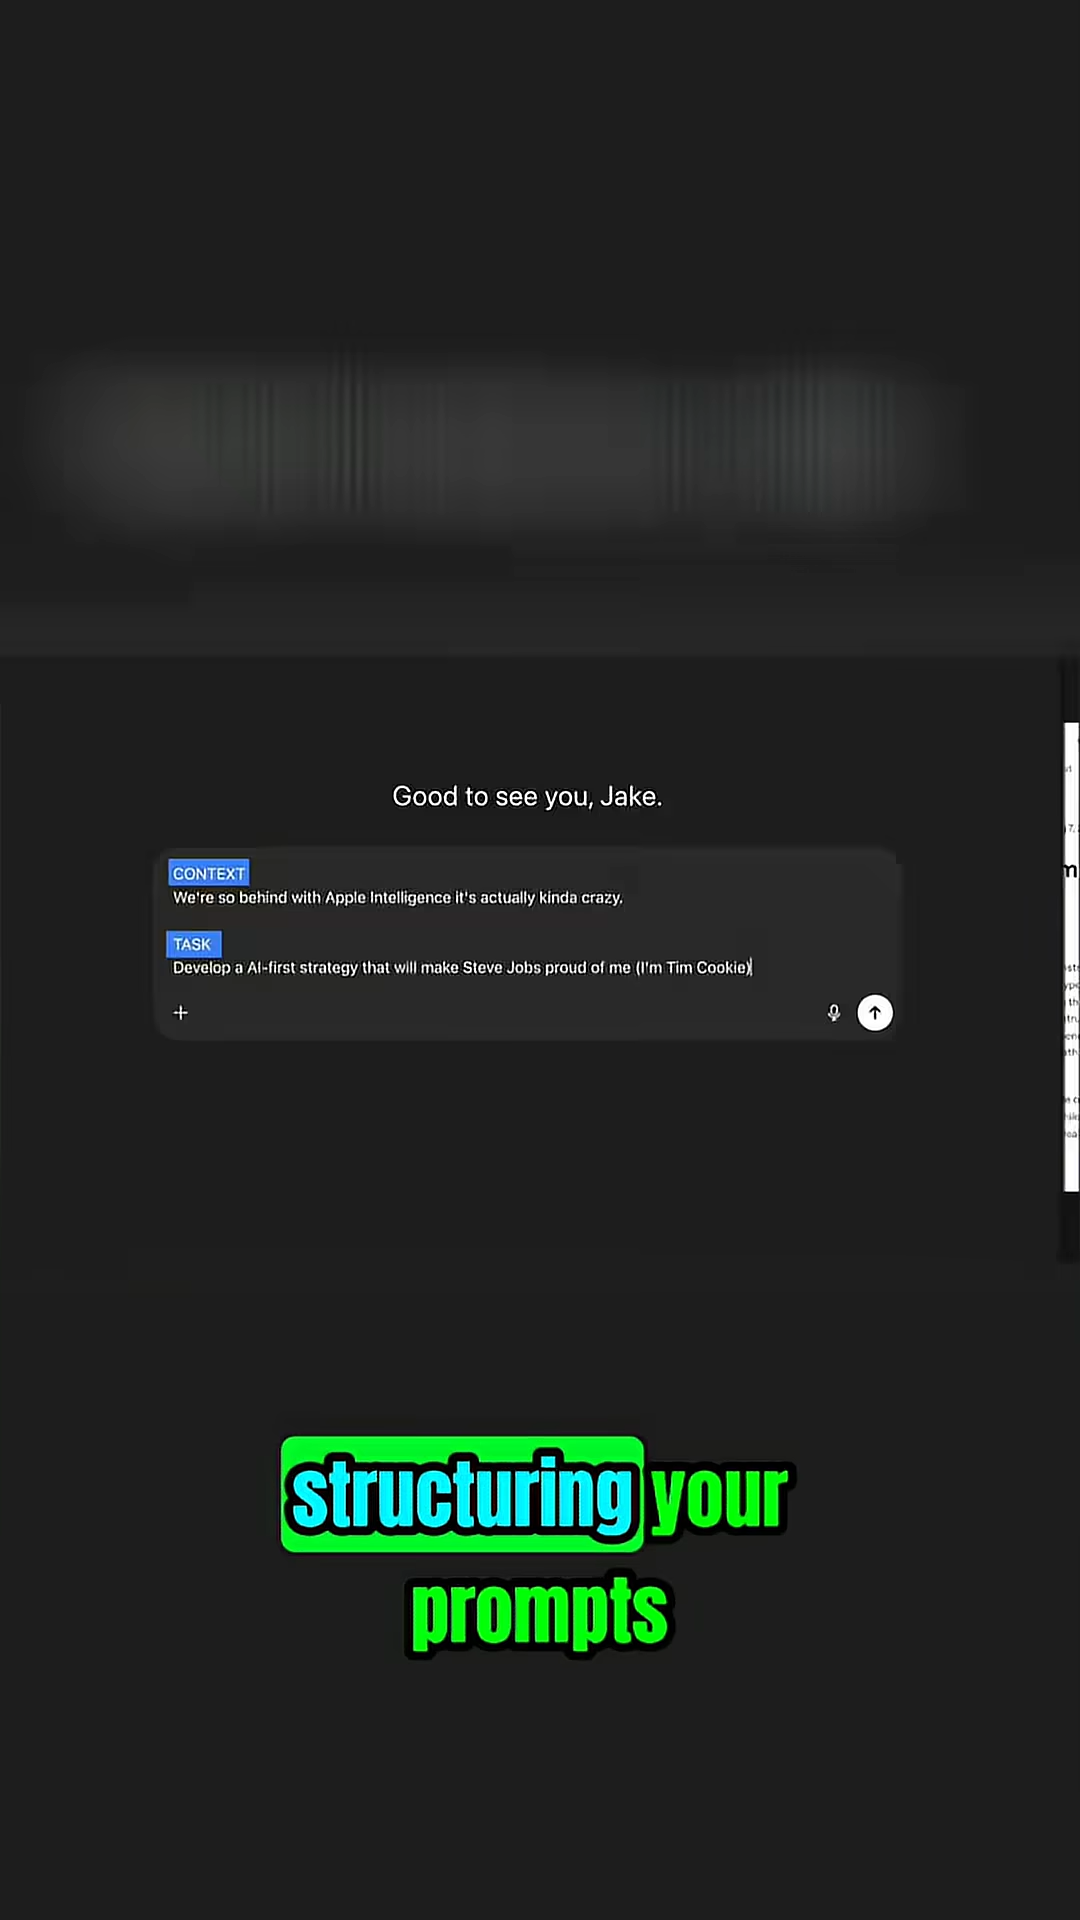 Good to see you, Jake.
CONTEXT
We're so behind with Apple Intelligence it's actually kinda crazy.
TASK
Develop a AI-first strategy that will make Steve Jobs proud of me (I'm Tim Cookie)
structuring your
prompts